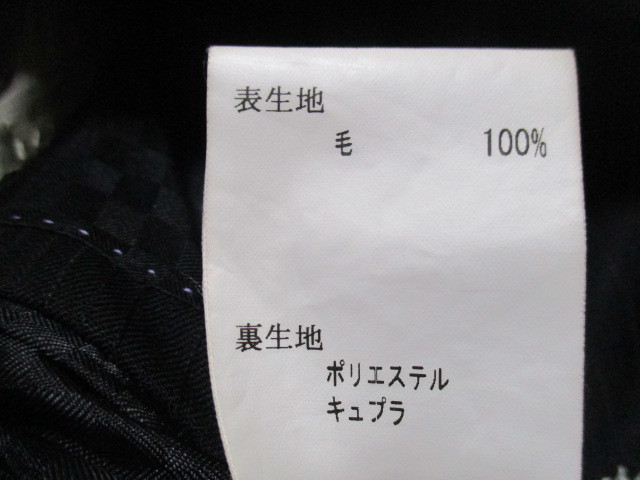 表生地
毛 100%
裏生地
ポリエステル
キュプラ